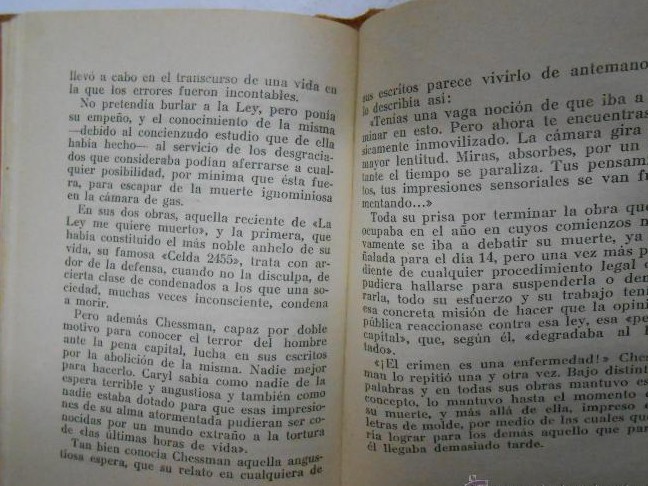 llevó a cabo en el transcurso de una vida en
la que los errores fueron incontables.
No pretendía burlar a la Ley, pero ponía
su empeño, y el conocimiento de la misma
—debido al concienzudo estudio que de ella
había hecho— al servicio de los desgracia-
dos que consideraba podían aferrarse a cual-
quier posibilidad, por mínima que ésta fue-
ra, para escapar de la muerte ignominiosa
en la cámara de gas.
En sus dos obras, aquella reciente de «La
Ley me quiere muerto», y la primera, que
había constituido el más noble anhelo de su
vida, su famosa «Celda 2455», trata con ar-
dor de la defensa, cuando no la disculpa, de
cierta clase de condenados a los que una so-
ciedad, muchas veces inconsciente, condena
a morir.
Pero además Chessman, capaz por doble
motivo para conocer el terror del hombre
ante la pena capital, lucha en sus escritos
por la abolición de la misma. Nadie mejor
para hacerlo. Caryl sabía como nadie de la
espera terrible y angustiosa y también como
nadie estaba dotado para que esas impresio-
nes de su alma atormentada pudieran ser co-
nocidas por un mundo extraño a la tortura
de «las últimas horas de vida».
Tan bien conocía Chessman aquella angus-
tiosa espera, que su relato en cualquiera de
sus escritos parece vivirlo de antemano
lo describía así:
«Tenías una vaga noción de que iba a
minar en esto. Pero ahora te encuentras
sicamente inmovilizado. La cámara gira
mayor lentitud. Miras, absorbes, por un
tante el tiempo se paraliza. Tus pensami
tos, tus impresiones sensoriales se van fr
mentando...»
Toda su prisa por terminar la obra que
ocupaba en el año en cuyos comienzos n
vamente se iba a debatir su muerte, ya
ñalada para el día 14, pero una vez más p
diente de cualquier procedimiento legal
pudiera hallarse para suspenderla o dem
rarla, todo su esfuerzo y su trabajo tení
esa concreta misión de hacer que la opini
pública reaccionase contra esa ley, esa «pe
capital», que, según él, «degradaba al E
tado».
«¡El crimen es una enfermedad!» Ches
man lo repitió una y otra vez. Bajo distint
palabras y en todas sus obras mantuvo es
concepto, lo mantuvo hasta el momento d
su muerte, y más allá de ella, impreso e
letras de molde, por medio de las cuales qu
ría lograr para los demás aquello que par
él llegaba demasiado tarde.